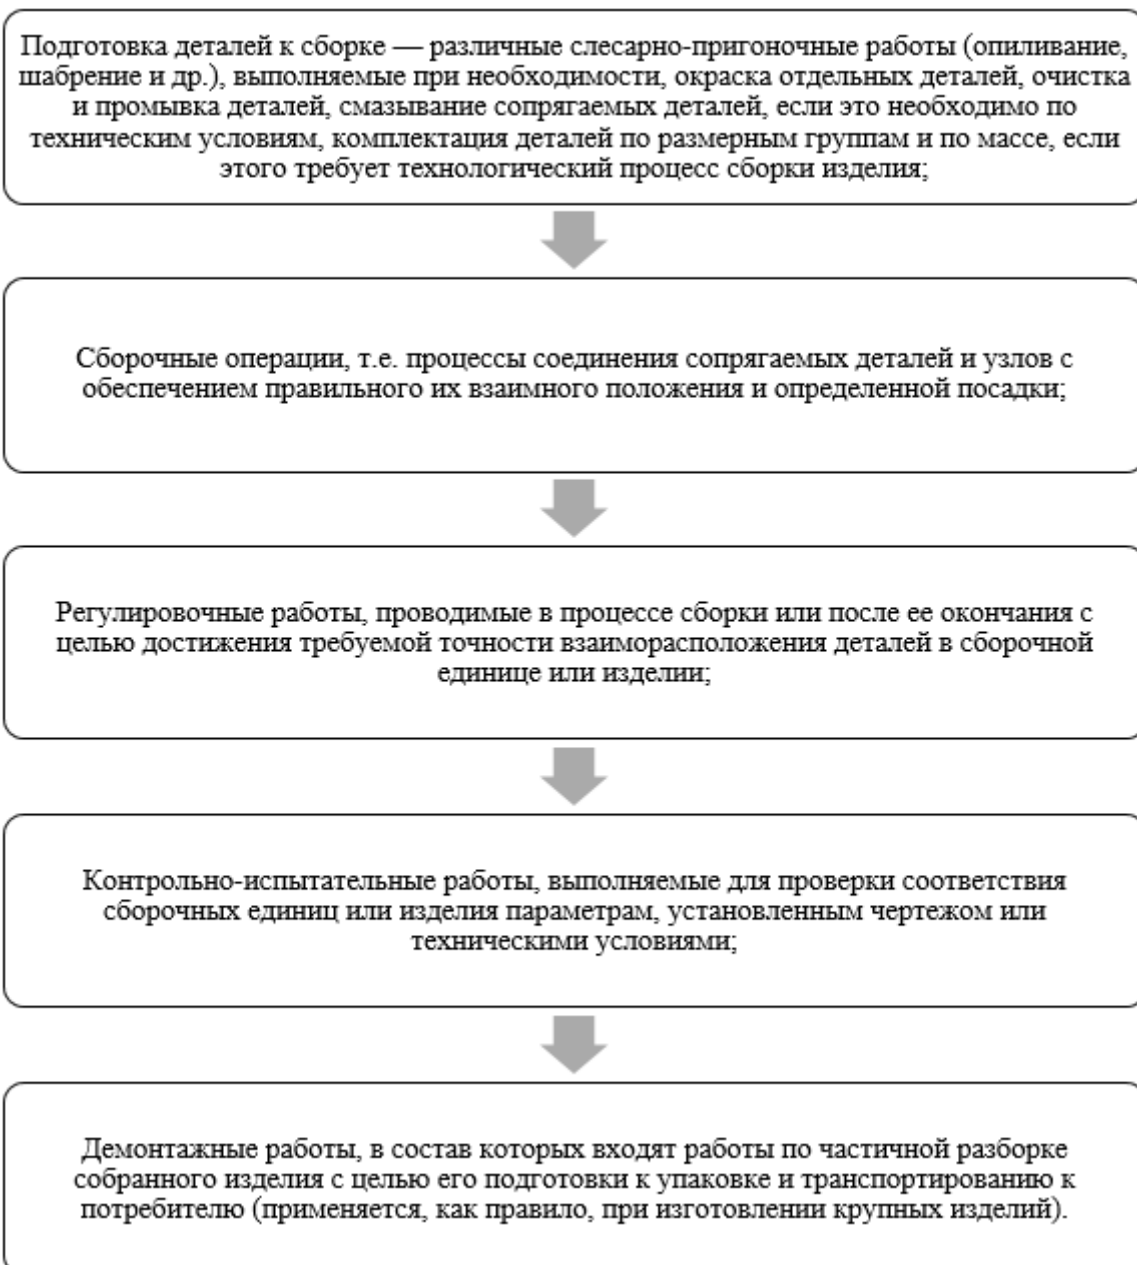 Подготовка деталей к сборке — различные слесарно-пригоночные работы (опиливание,
шабрение и др.), выполняемые при необходимости, окраска отдельных деталей, очистка
и промывка деталей, смазывание сопрягаемых деталей, если это необходимо по
техническим условиям, комплектация деталей по размерным группам и по массе, если
этого требует технологический процесс сборки изделия;
Сборочные операции, т.е. процессы соединения сопрягаемых деталей и узлов с
обеспечением правильного их взаимного положения и определенной посадки;
Регулировочные работы, проводимые в процессе сборки или после ее окончания с
целью достижения требуемой точности взаиморасположения деталей в сборочной
единице или изделии;
Контрольно-испытательные работы, выполняемые для проверки соответствия
сборочных единиц или изделия параметрам, установленным чертежом или
техническими условиями;
Демонтажные работы, в состав которых входят работы по частичной разборке
собранного изделия с целью его подготовки к упаковке и транспортированию к
потребителю (применяется, как правило, при изготовлении крупных изделий).